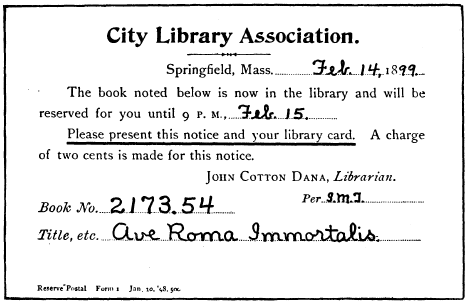 City Library Association.
Springfield, Mass. Feb. 14, 1899.
The book noted below is now in the library and will be
reserved for you until 9 P. M., Feb. 15.
Please present this notice and your library card. A charge
of two cents is made for this notice.
John Cotton Dana, Librarian.
Per I.M.J.
Book No. 2173.54
Title, etc. Ave Roma Immortalis.
Reserve Postal Form 1 Jan. 10, '98, 50c.